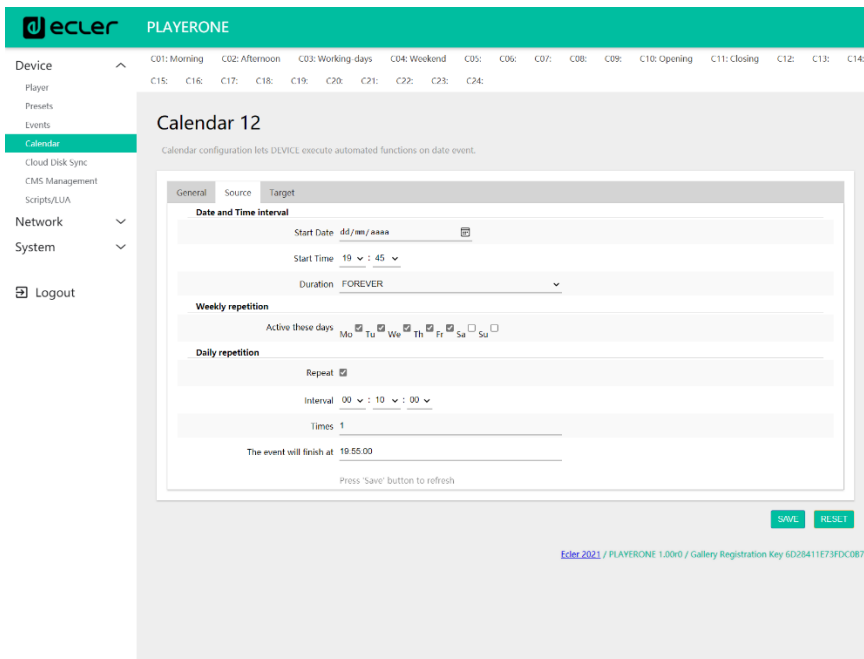 ecler PLAYERONE
Device
Player
Presets
Events
Calendar
Cloud Disk Sync
CMS Management
Scripts/LUA
Network
System
Logout
C01: Morning C02: Afternoon C03: Working-days C04: Weekend C05: C06: C07: C08: C09: C10: Opening C11: Closing C12: C13: C14:
C15: C16: C17: C18: C19: C20: C21: C22: C23: C24:
Calendar 12
Calendar configuration lets DEVICE execute automated functions on date event.
General Source Target
Date and Time interval
Start Date dd/mm/aaaa
Start Time 19 : 45
Duration FOREVER
Weekly repetition
Active these days Mo Tu We Th Fr Sa Su
Daily repetition
Repeat
Interval 00 : 10 : 00
Times 1
The event will finish at 19:55:00
Press 'Save' button to refresh
SAVE RESET
Ecler 2021 / PLAYERONE 1.00r0 / Gallery Registration Key 6D28411E73FDC0B7